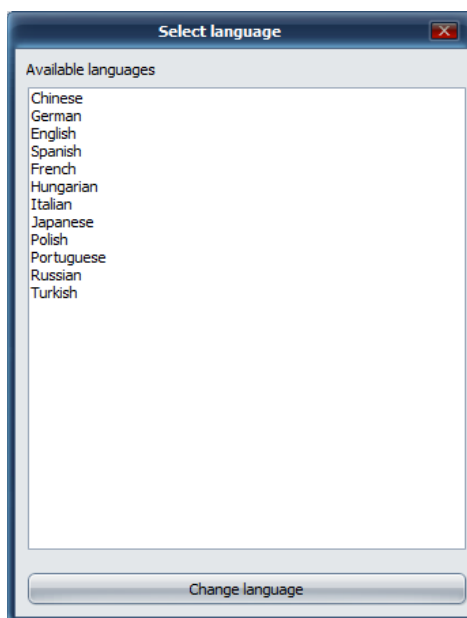 Select language
Available languages
Chinese
German
English
Spanish
French
Hungarian
Italian
Japanese
Polish
Portuguese
Russian
Turkish
Change language